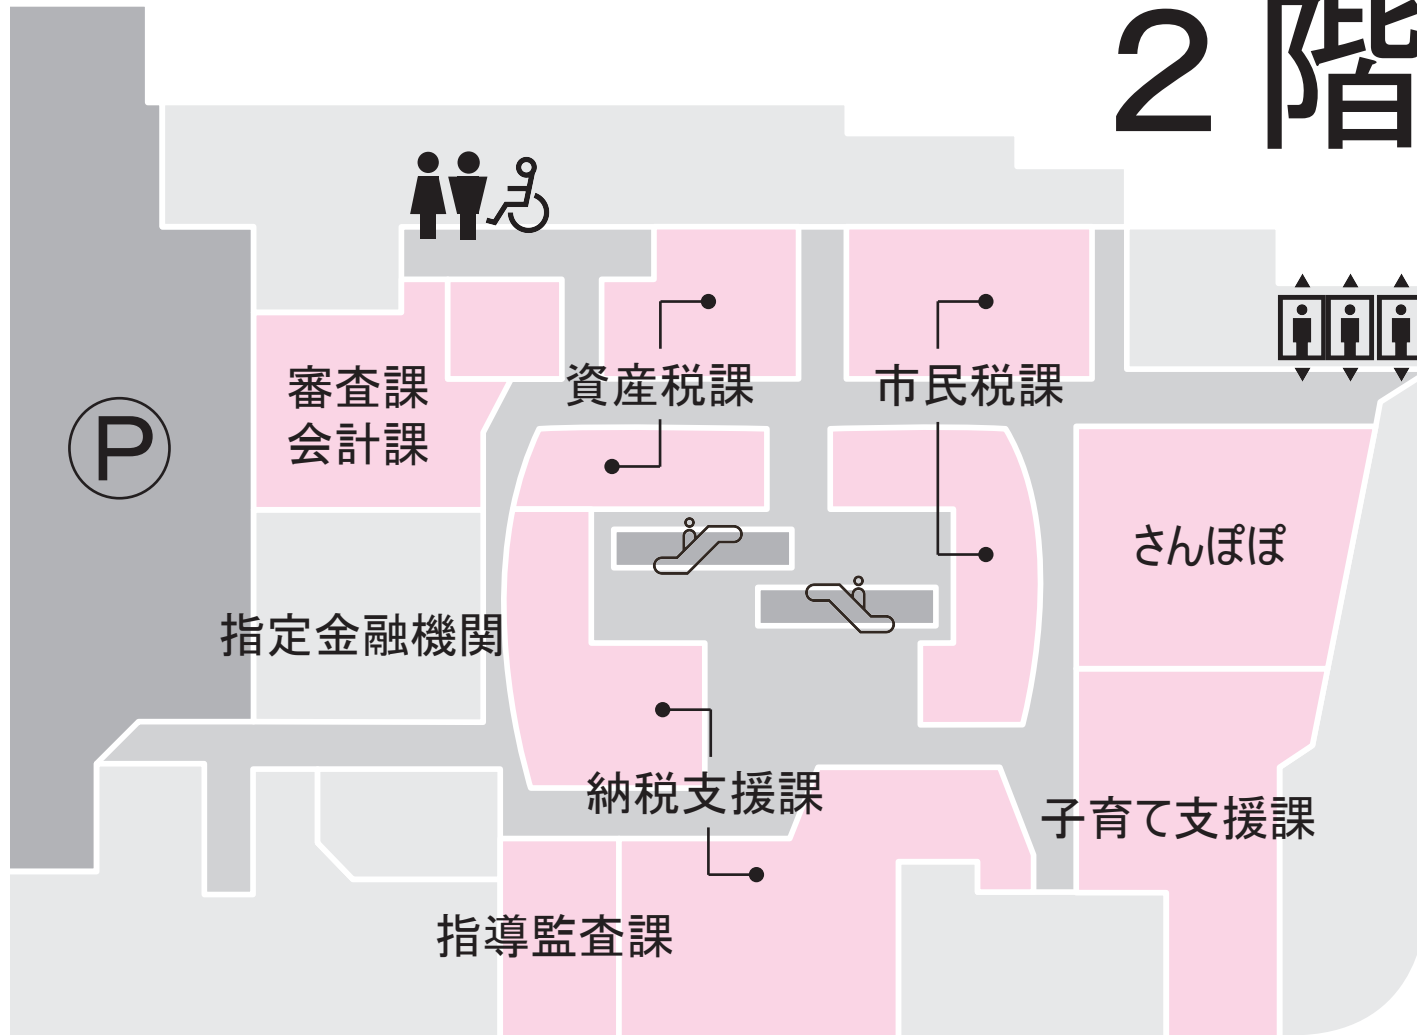 ２階
審査課
会計課
資産税課
市民税課
P
さんぽぽ
指定金融機関
納税支援課
子育て支援課
指導監査課